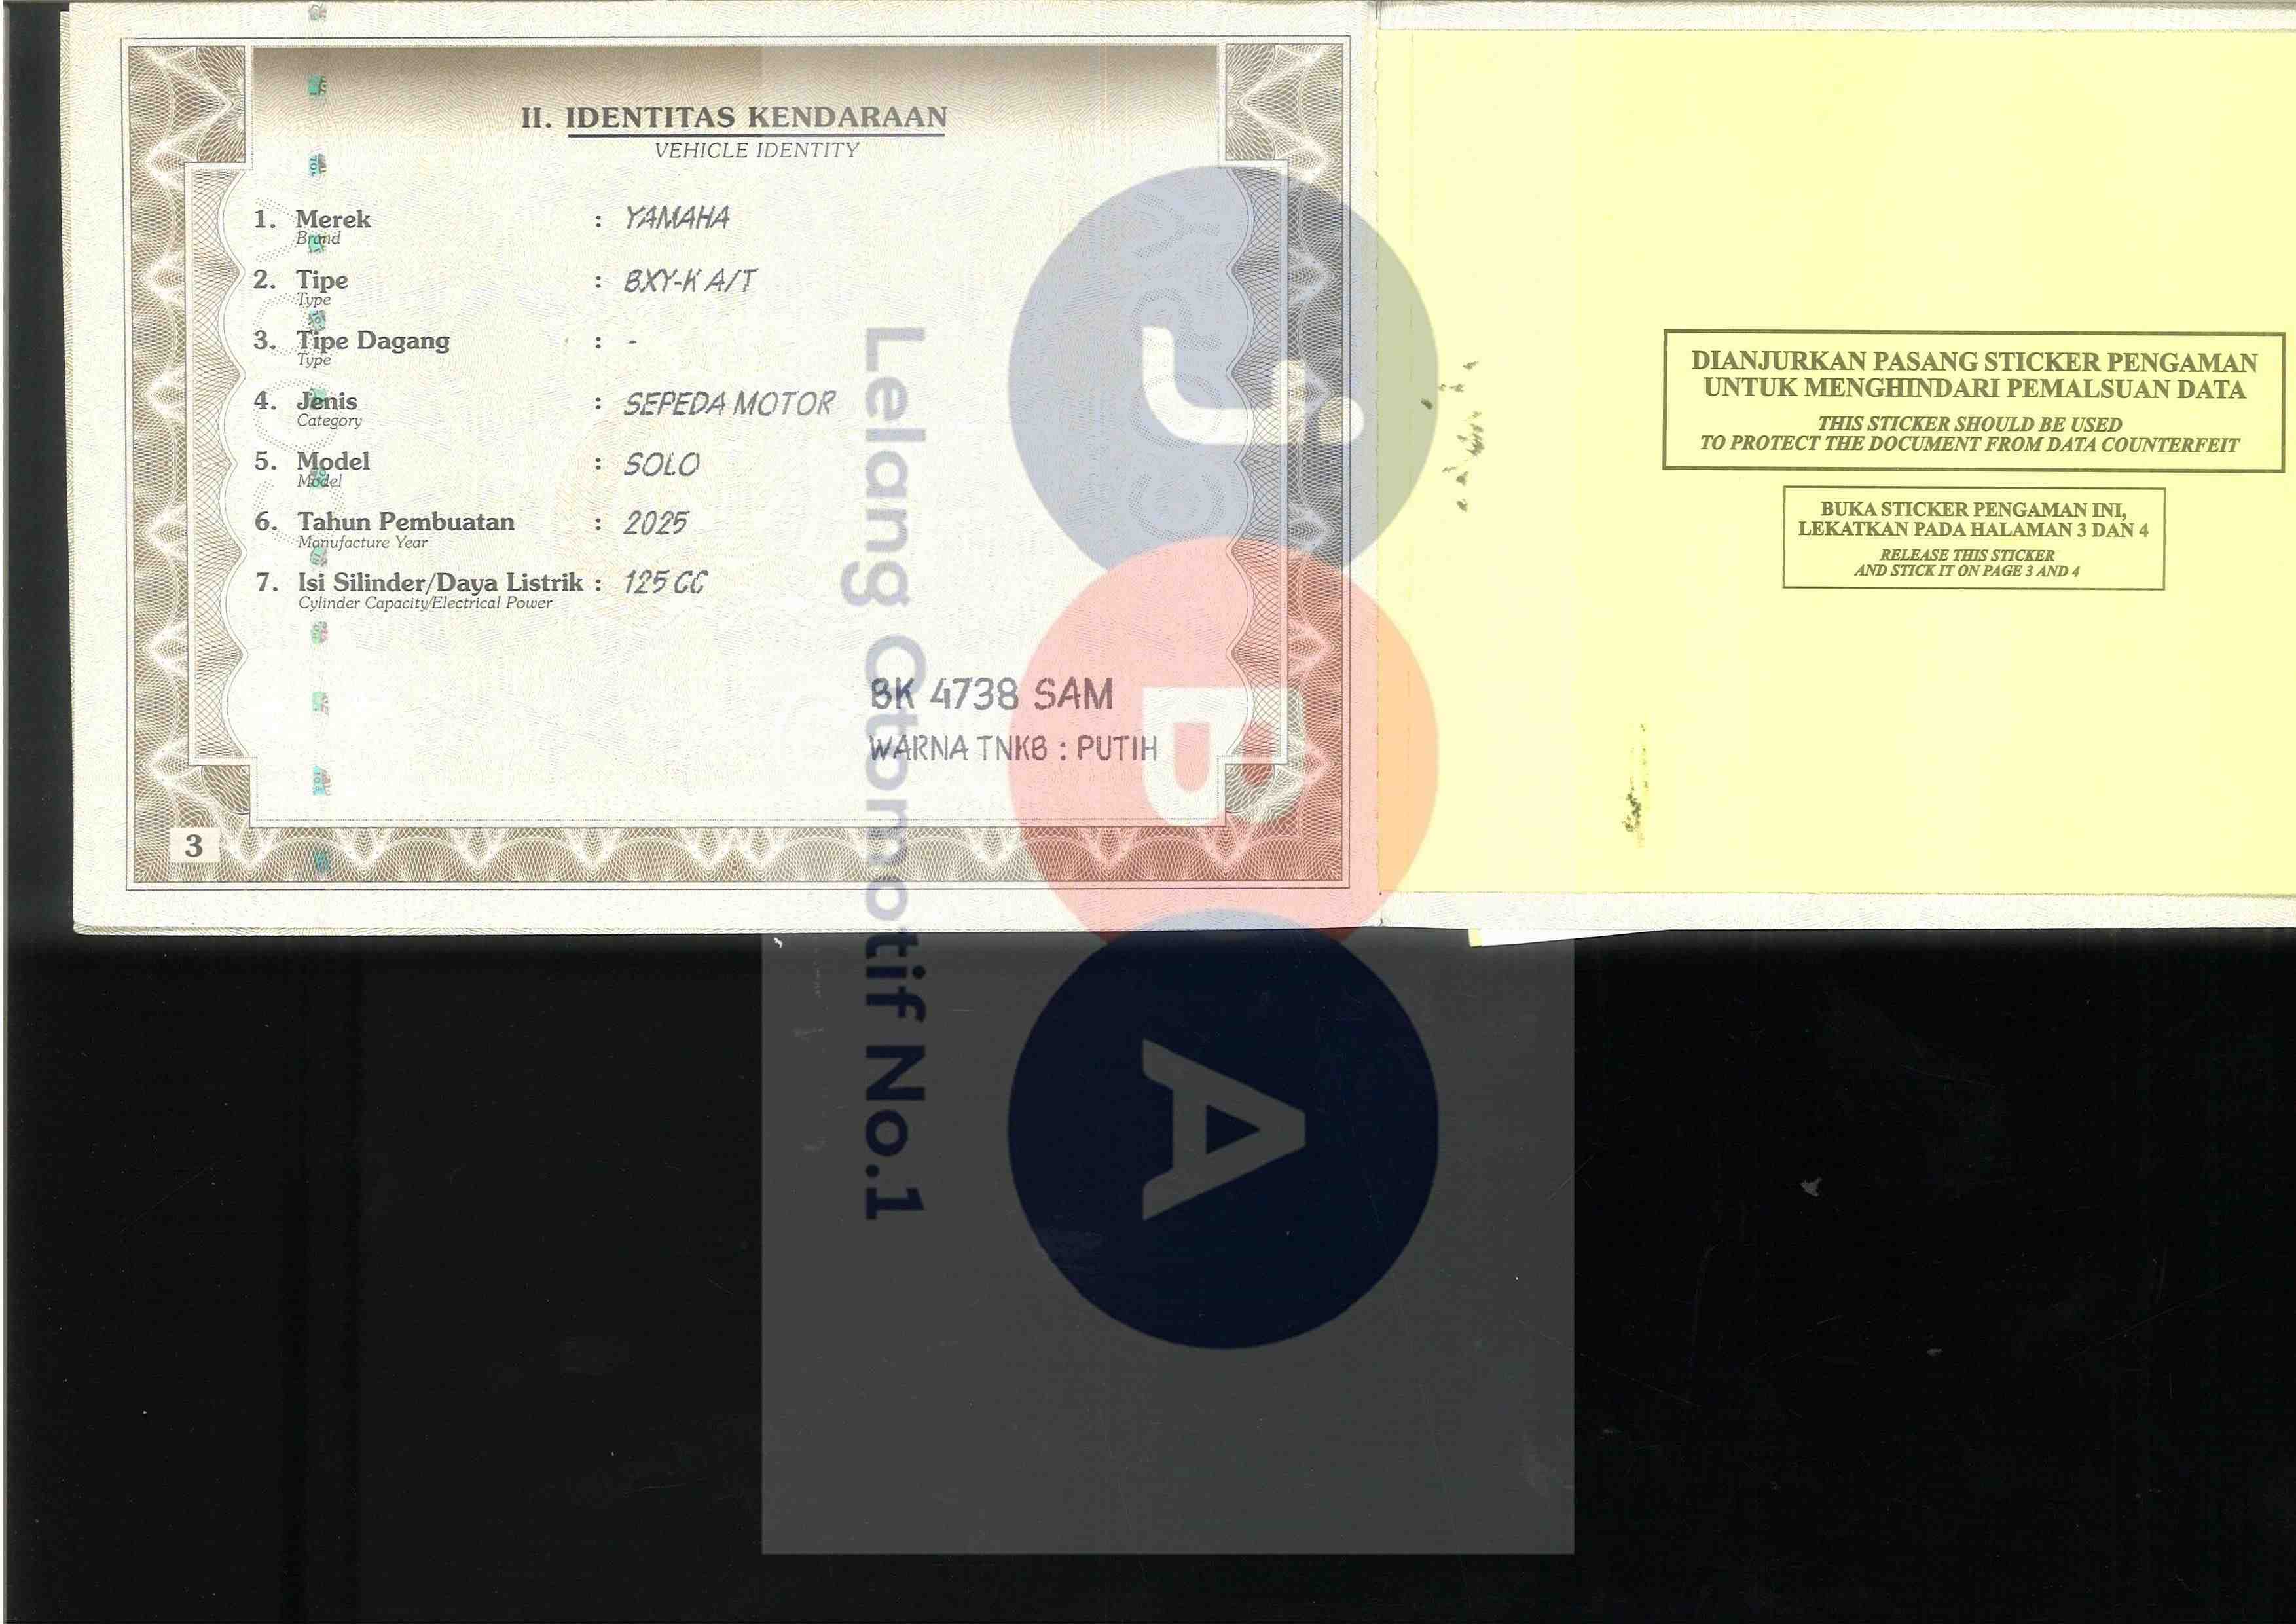 II. IDENTITAS KENDARAAN
VEHICLE IDENTITY
1. Merek : YAMAHA
Brand
2. Tipe : BXY-K A/T
Type
3. Tipe Dagang : -
Type
4. Jenis : SEPEDA MOTOR
Category
5. Model : SOLO
Model
6. Tahun Pembuatan : 2025
Manufacture Year
7. Isi Silinder/Daya Listrik : 125 CC
Cylinder Capacity/Electrical Power
BK 4738 SAM
WARNA TNKB : PUTIH
3
DIANJURKAN PASANG STICKER PENGAMAN
UNTUK MENGHINDARI PEMALSUAN DATA
THIS STICKER SHOULD BE USED
TO PROTECT THE DOCUMENT FROM DATA COUNTERFEIT
BUKA STICKER PENGAMAN INI,
LEKATKAN PADA HALAMAN 3 DAN 4
RELEASE THIS STICKER
AND STICK IT ON PAGE 3 AND 4
JBA
Lelang Otomotif No.1